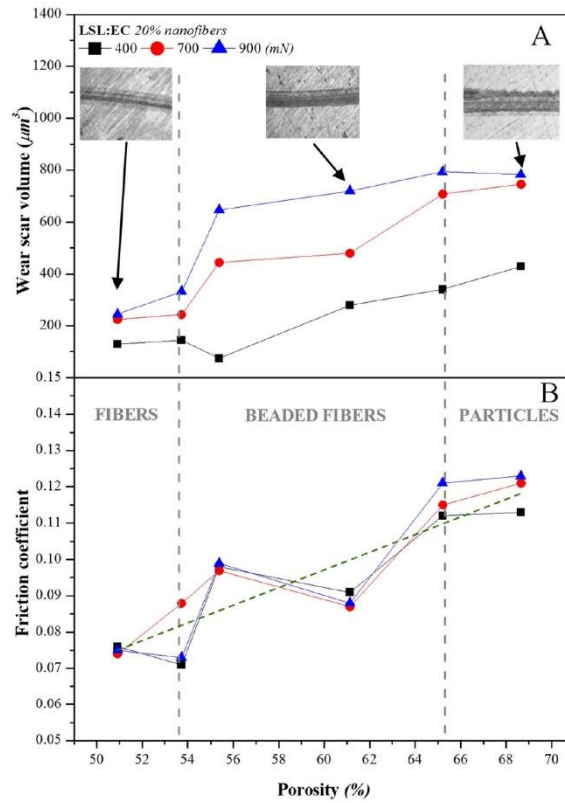 LSL:EC 20% nanofibers
400 700 900 (mN)
A
Wear scar volume (μm³)
1400
1200
1000
800
600
400
200
0.15
B
FIBERS BEADED FIBERS PARTICLES
Friction coefficient
0.14
0.13
0.12
0.11
0.10
0.09
0.08
0.07
0.06
0.05
50 52 54 56 58 60 62 64 66 68 70
Porosity (%)